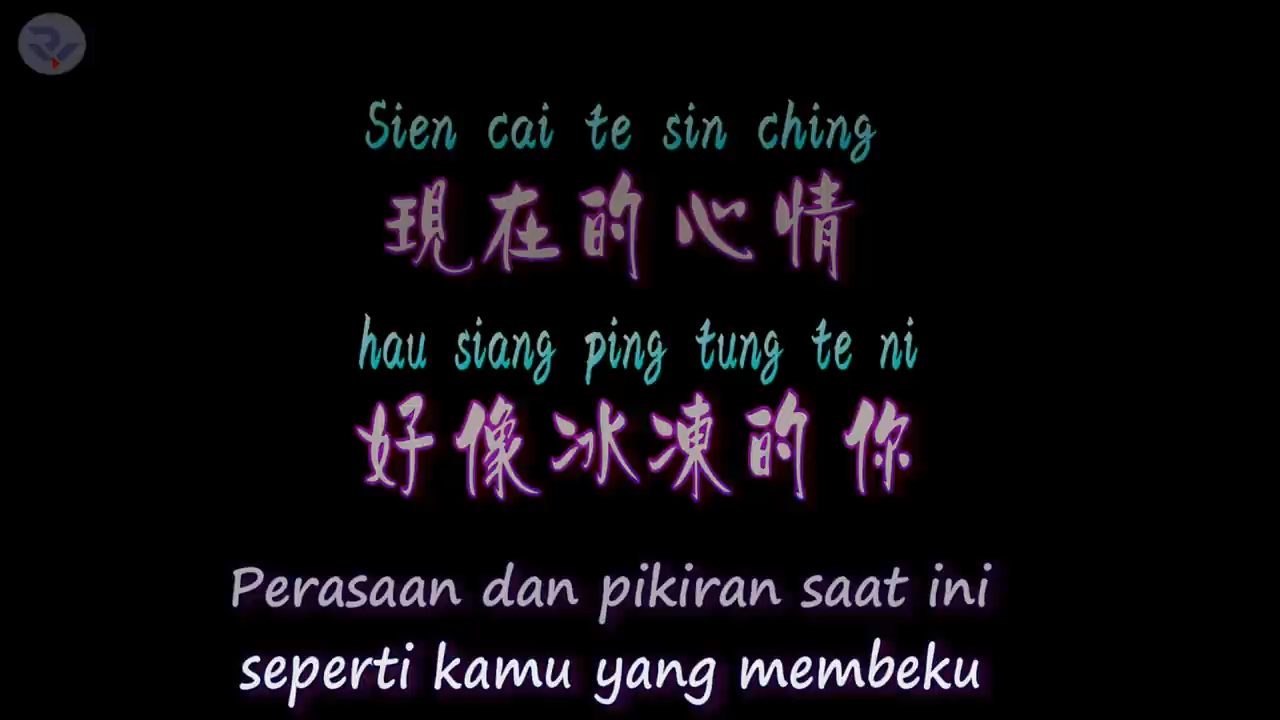 Sien cai te sin ching
現在的心情
hau siang ping tung te ni
好像冰凍的你
Perasaan dan pikiran saat ini
seperti kamu yang membeku